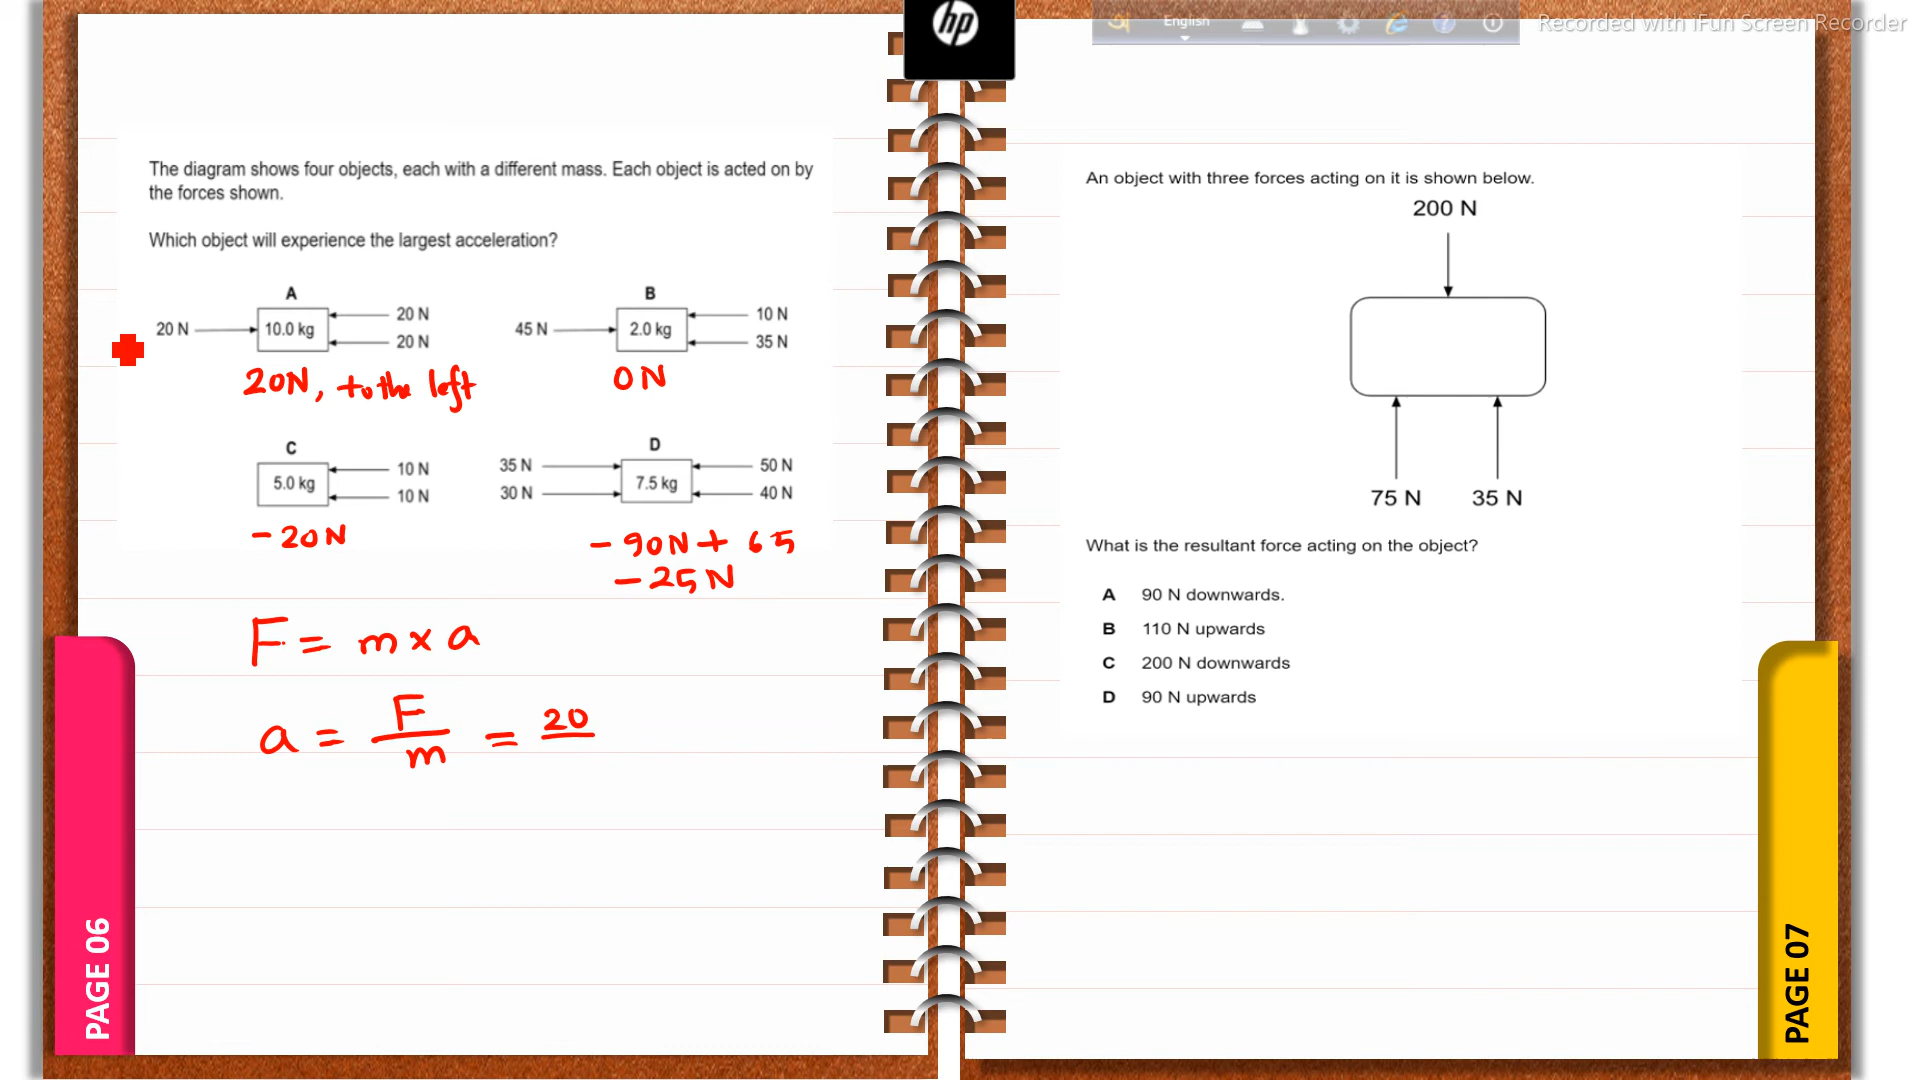 hp
English
Recorded with iFun Screen Recorder
The diagram shows four objects, each with a different mass. Each object is acted on by
the forces shown.
Which object will experience the largest acceleration?
A
20 N
10.0 kg
20 N
20 N
20N, to the left
B
45 N
2.0 kg
10 N
35 N
0N
C
5.0 kg
10 N
10 N
-20N
D
35 N
30 N
7.5 kg
50 N
40 N
-90N + 65
-25N
F = m x a
a = F/m = 20
PAGE 06
An object with three forces acting on it is shown below.
200 N
75 N 35 N
What is the resultant force acting on the object?
A 90 N downwards.
B 110 N upwards
C 200 N downwards
D 90 N upwards
PAGE 07